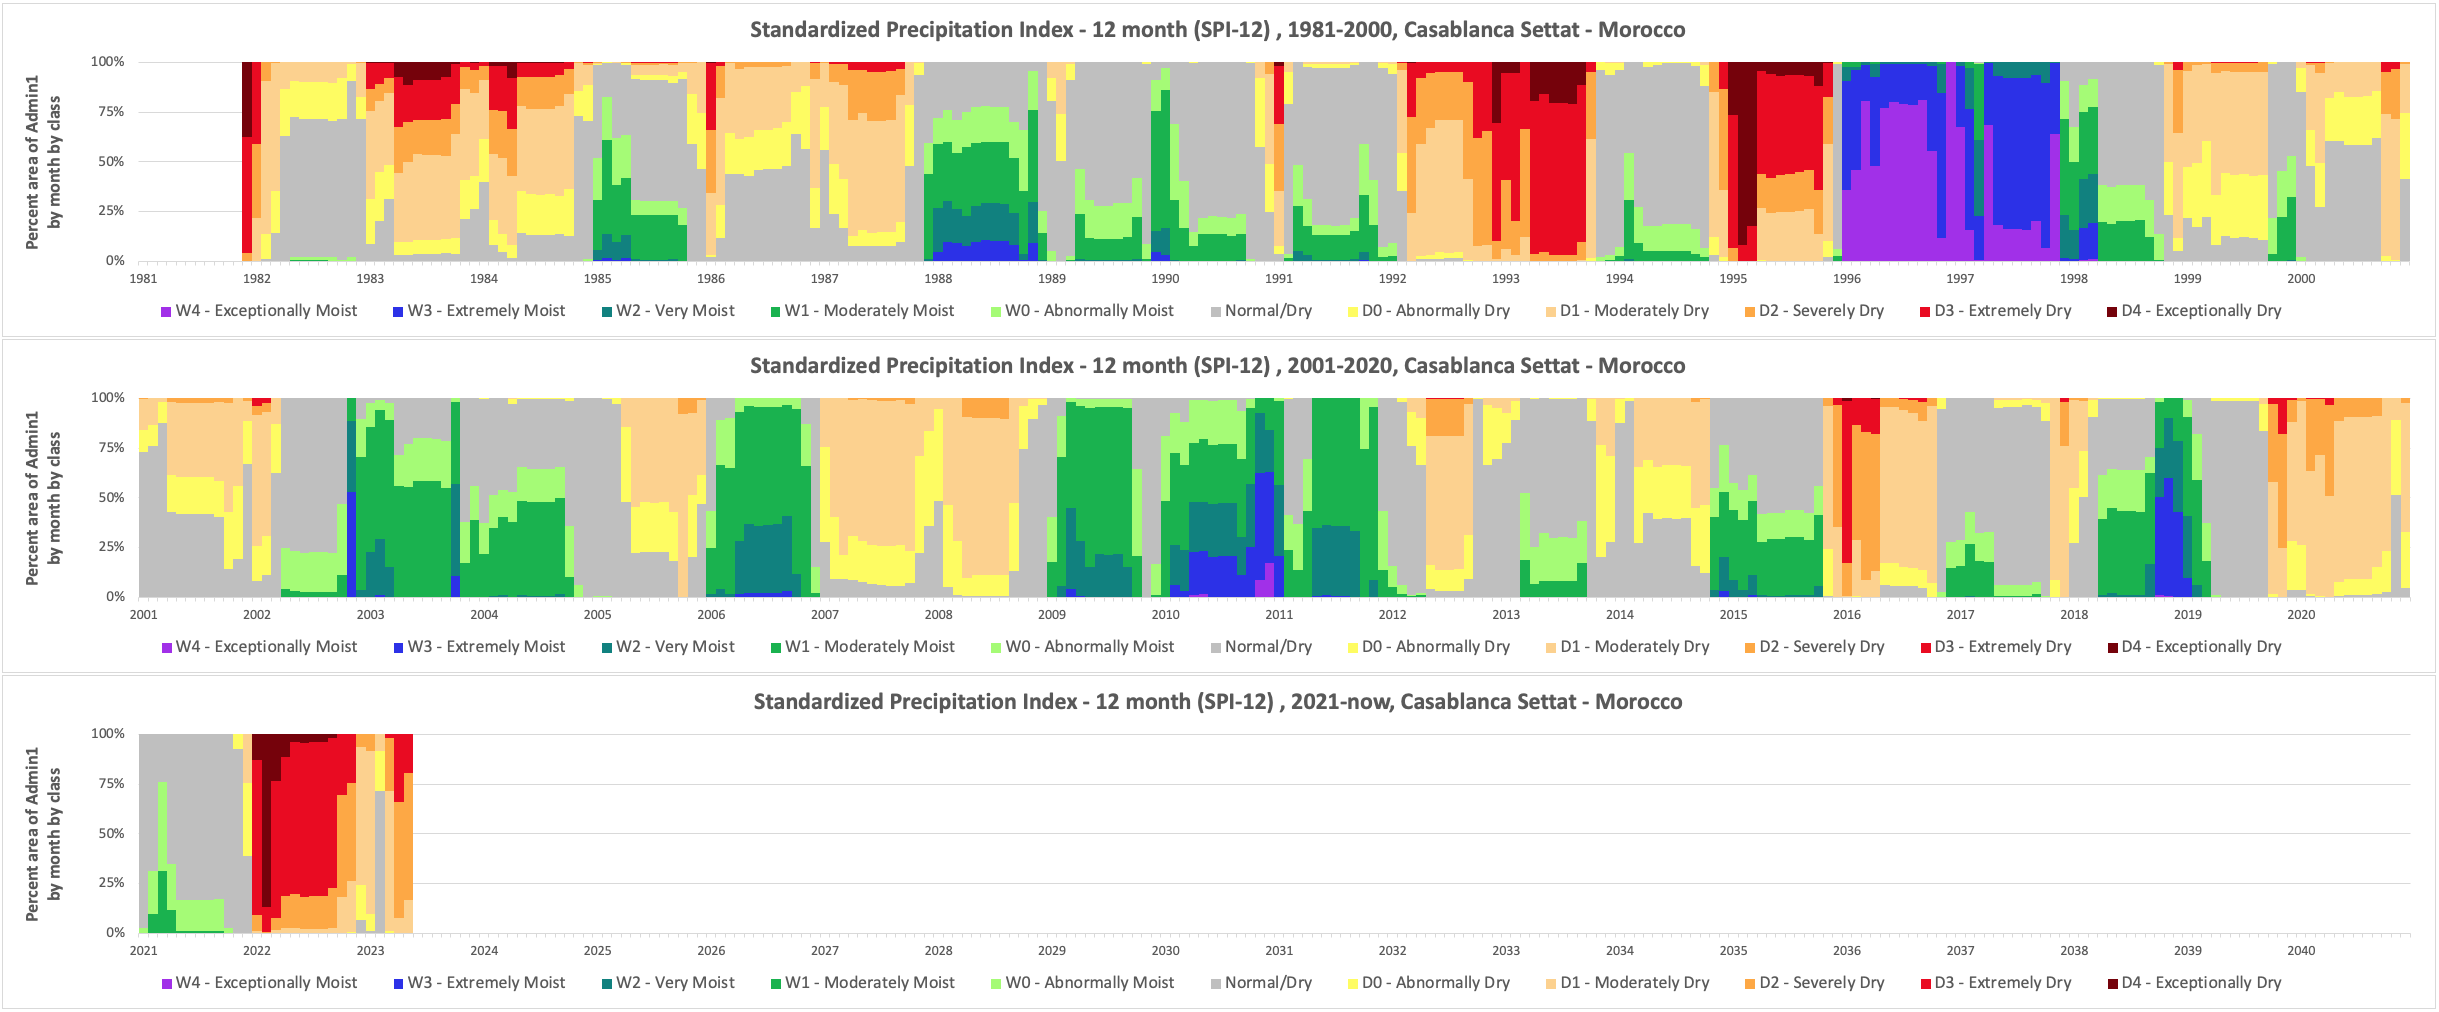 Standardized Precipitation Index - 12 month (SPI-12) , 1981-2000, Casablanca Settat - Morocco
Percent area of Admin1
by month by class
100%
75%
50%
25%
0%
1981 1982 1983 1984 1985 1986 1987 1988 1989 1990 1991 1992 1993 1994 1995 1996 1997 1998 1999 2000
W4 - Exceptionally Moist W3 - Extremely Moist W2 - Very Moist W1 - Moderately Moist W0 - Abnormally Moist Normal/Dry D0 - Abnormally Dry D1 - Moderately Dry D2 - Severely Dry D3 - Extremely Dry D4 - Exceptionally Dry
Standardized Precipitation Index - 12 month (SPI-12) , 2001-2020, Casablanca Settat - Morocco
Percent area of Admin1
by month by class
100%
75%
50%
25%
0%
2001 2002 2003 2004 2005 2006 2007 2008 2009 2010 2011 2012 2013 2014 2015 2016 2017 2018 2019 2020
W4 - Exceptionally Moist W3 - Extremely Moist W2 - Very Moist W1 - Moderately Moist W0 - Abnormally Moist Normal/Dry D0 - Abnormally Dry D1 - Moderately Dry D2 - Severely Dry D3 - Extremely Dry D4 - Exceptionally Dry
Standardized Precipitation Index - 12 month (SPI-12) , 2021-now, Casablanca Settat - Morocco
Percent area of Admin1
by month by class
100%
75%
50%
25%
0%
2021 2022 2023 2024 2025 2026 2027 2028 2029 2030 2031 2032 2033 2034 2035 2036 2037 2038 2039 2040
W4 - Exceptionally Moist W3 - Extremely Moist W2 - Very Moist W1 - Moderately Moist W0 - Abnormally Moist Normal/Dry D0 - Abnormally Dry D1 - Moderately Dry D2 - Severely Dry D3 - Extremely Dry D4 - Exceptionally Dry